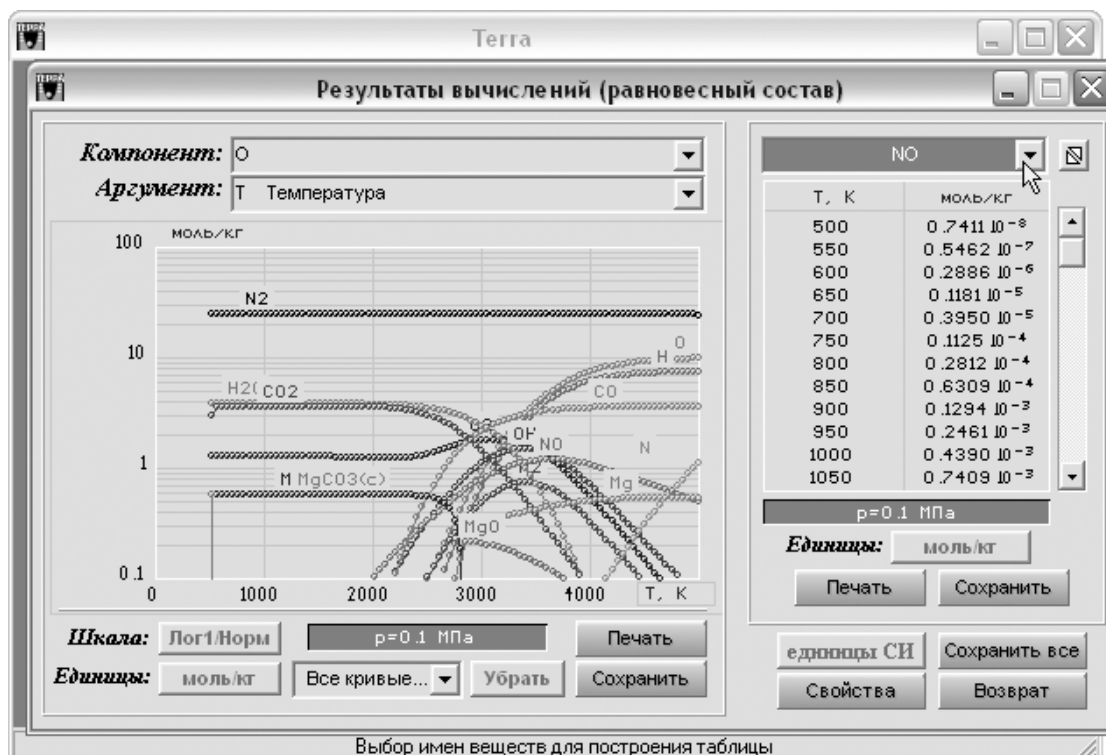 Terra
Результаты вычислений (равновесный состав)
Компонент: O
Аргумент: T Температура
моль/кг
100
10
1
0.1
0 1000 2000 3000 4000 T, K
N2
H2( CO2
M MgCO3(c)
OH
NO
MgO
O
H
CO
N
Mg
Шкала: Лог1/Норм p=0.1 МПа Печать
Единицы: моль/кг Все кривые... Убрать Сохранить
NO
T, K моль/кг
500 0.7411 10-8
550 0.5462 10-7
600 0.2886 10-6
650 0.1181 10-5
700 0.3950 10-5
750 0.1125 10-4
800 0.2812 10-4
850 0.6309 10-4
900 0.1294 10-3
950 0.2461 10-3
1000 0.4390 10-3
1050 0.7409 10-3
p=0.1 МПа
Единицы: моль/кг
Печать Сохранить
единицы СИ Сохранить все
Свойства Возврат
Выбор имен веществ для построения таблицы